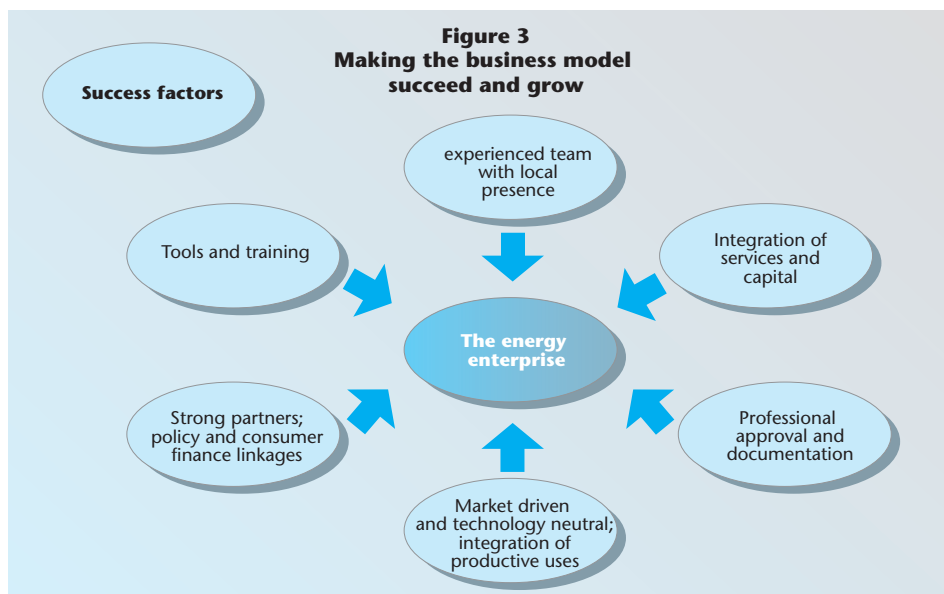 Figure 3
Making the business model
succeed and grow
Success factors
experienced team
with local
presence
Tools and training
Integration of
services and
capital
The energy
enterprise
Strong partners;
policy and consumer
finance linkages
Professional
approval and
documentation
Market driven
and technology neutral;
integration of
productive uses